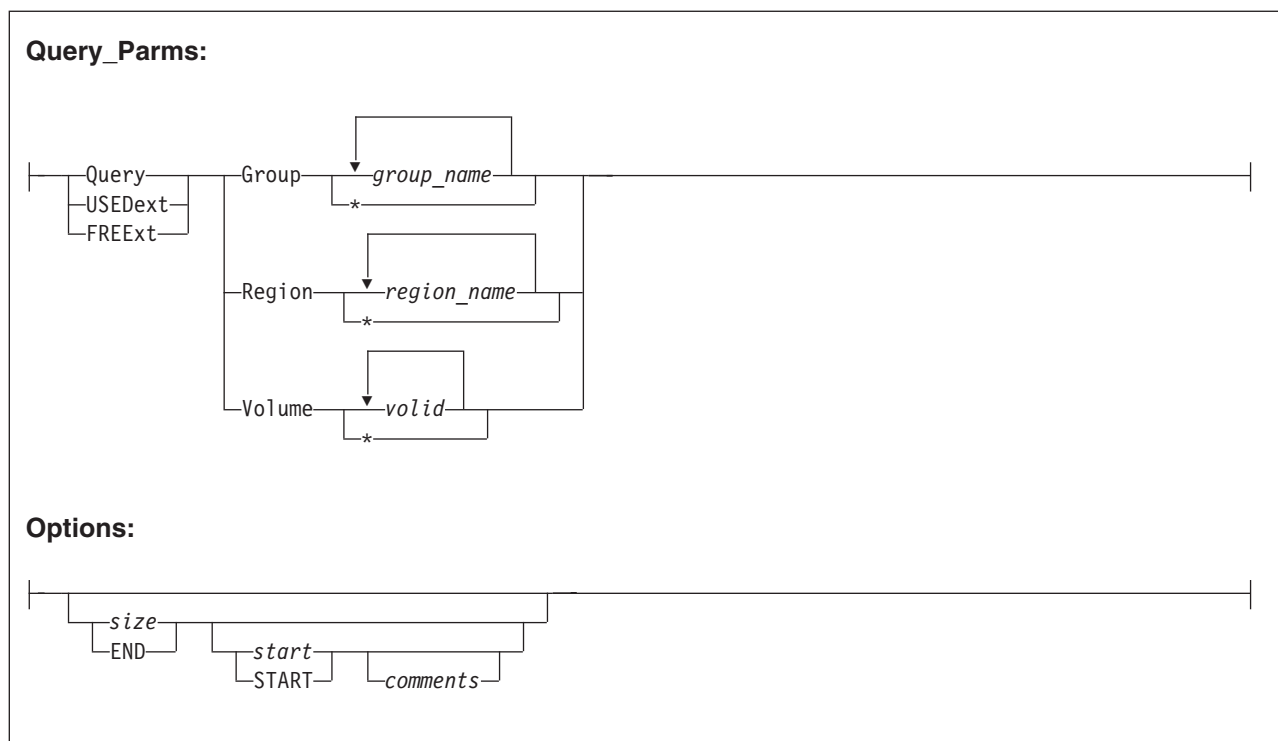 Query_Parms:
Query Group group_name
USEDext *
FREExt
Region region_name
*
Volume volid
*
Options:
size
END start
START comments